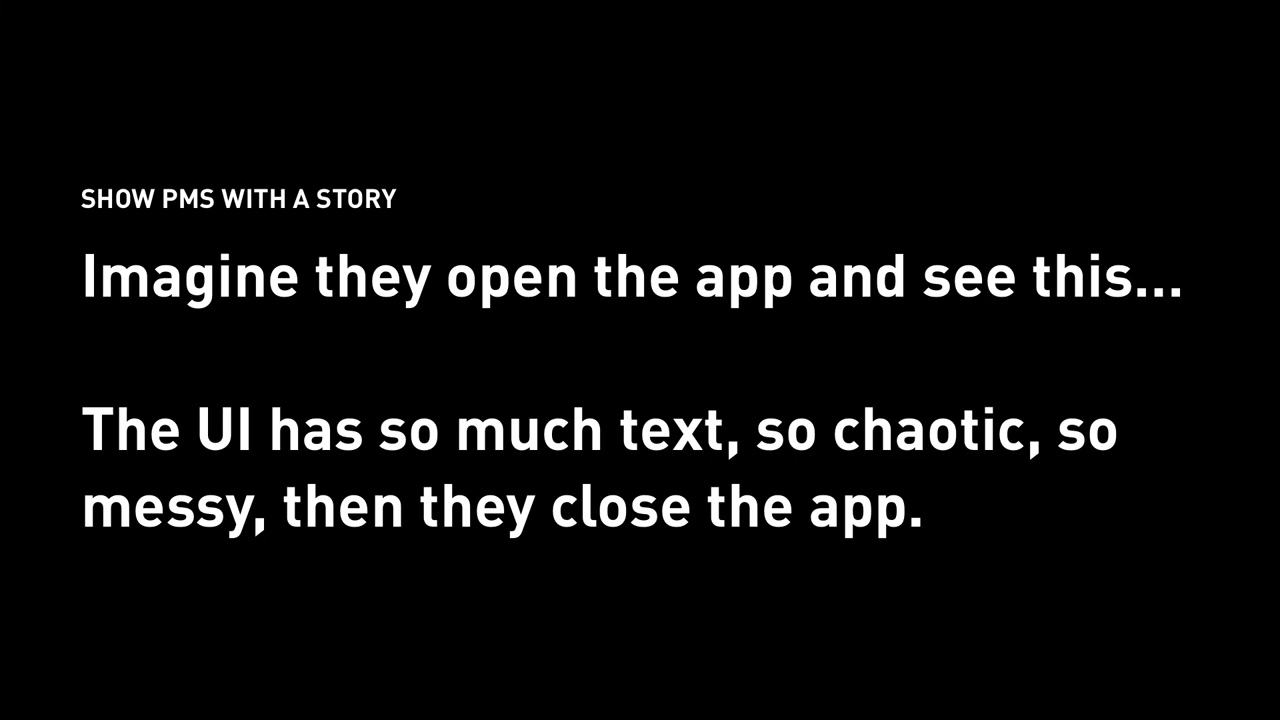 SHOW PMS WITH A STORY
Imagine they open the app and see this...
The UI has so much text, so chaotic, so
messy, then they close the app.